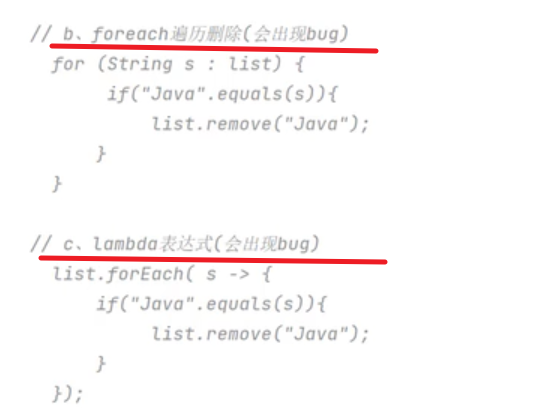 // b、foreach遍历删除(会出现bug)
for (String s : list) {
if("Java".equals(s)){
list.remove("Java");
}
}
// c、lambda表达式(会出现bug)
list.forEach( s -> {
if("Java".equals(s)){
list.remove("Java");
}
});